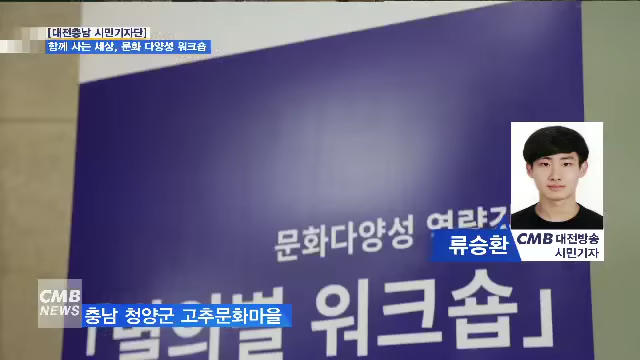 [대전충남 시민기자단]
함께 사는 세상, 문화 다양성 워크숍
문화다양성 역량
류승환
CMB 대전방송
시민기자
CMB
NEWS
충남 청양군 고추문화마을
워크숍」